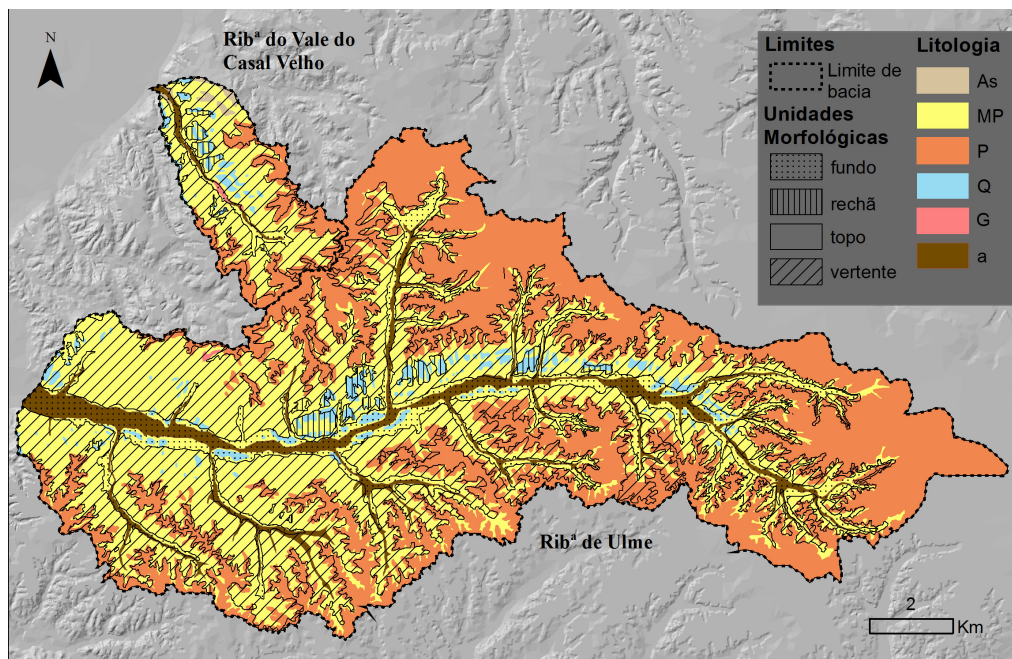 N
Ribª do Vale do
Casal Velho
Ribª de Ulme
Limites
Limite de
bacia
Unidades
Morfológicas
fundo
rechã
topo
vertente
Litologia
As
MP
P
Q
G
a
2
Km